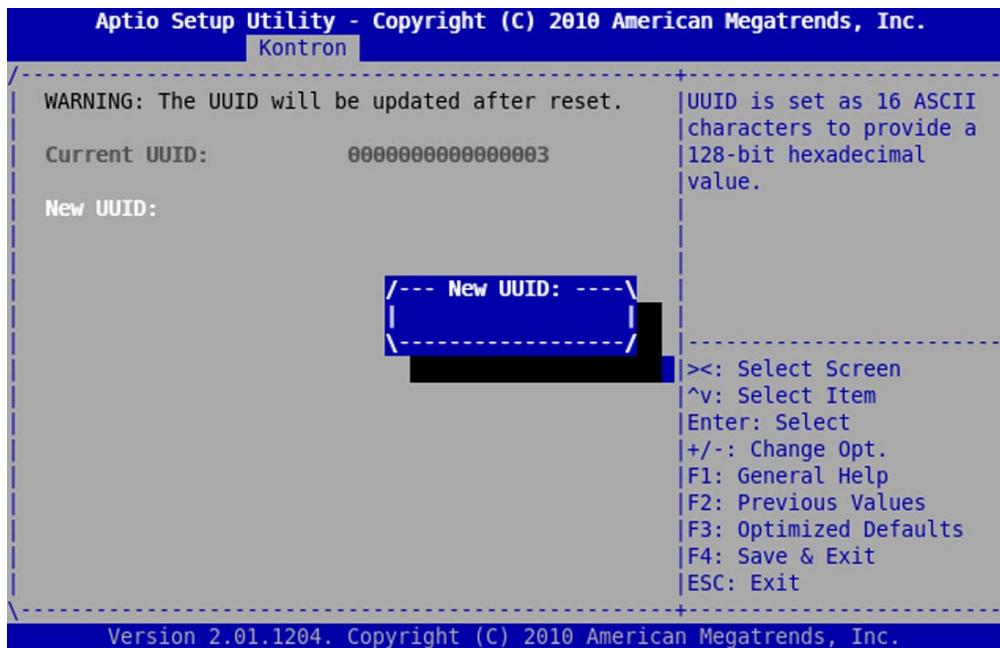 Aptio Setup Utility - Copyright (C) 2010 American Megatrends, Inc.
Kontron
WARNING: The UUID will be updated after reset.
Current UUID: 0000000000000003
New UUID:
/--- New UUID: ----\
UUID is set as 16 ASCII
characters to provide a
128-bit hexadecimal
value.
><: Select Screen
^v: Select Item
Enter: Select
+/-: Change Opt.
F1: General Help
F2: Previous Values
F3: Optimized Defaults
F4: Save & Exit
ESC: Exit
Version 2.01.1204. Copyright (C) 2010 American Megatrends, Inc.